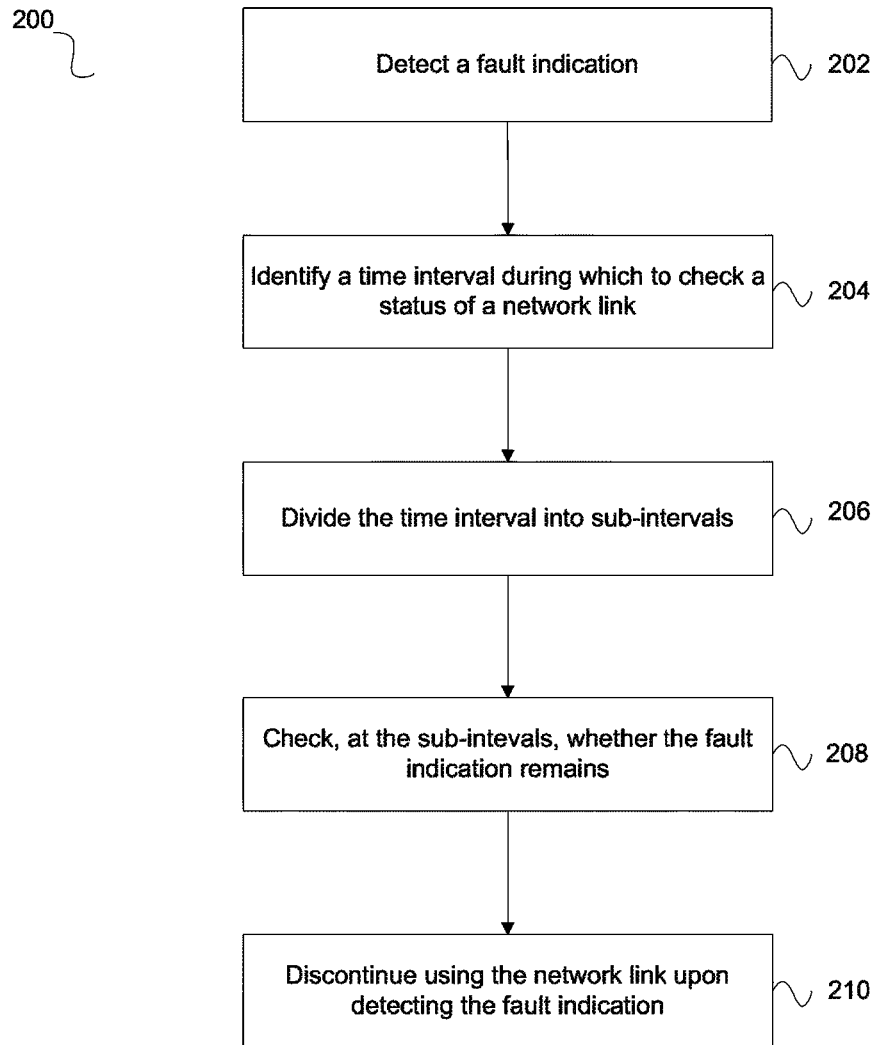 200
Detect a fault indication
202
Identify a time interval during which to check a
status of a network link
204
Divide the time interval into sub-intervals
206
Check, at the sub-intevals, whether the fault
indication remains
208
Discontinue using the network link upon
detecting the fault indication
210